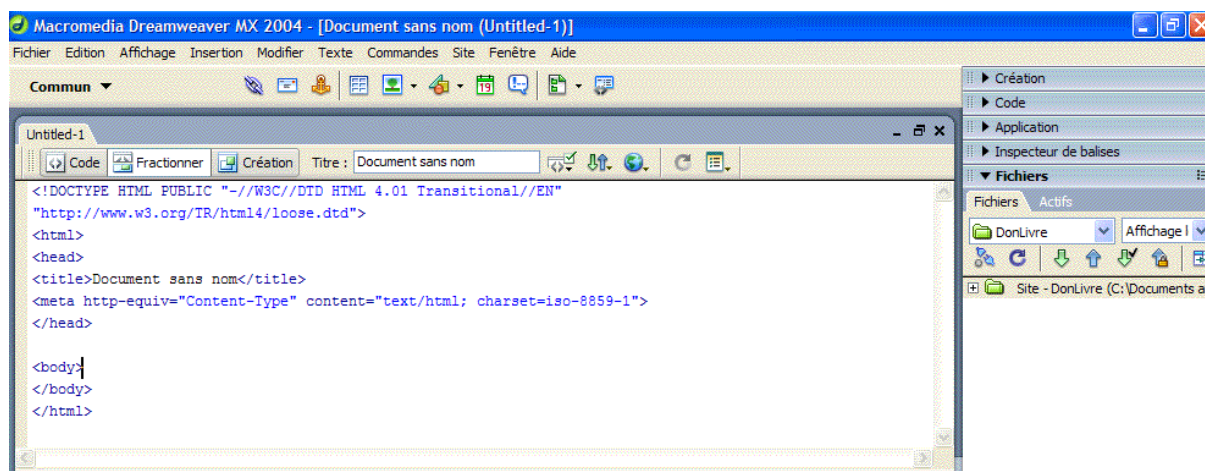 Macromedia Dreamweaver MX 2004 - [Document sans nom (Untitled-1)]
Fichier Edition Affichage Insertion Modifier Texte Commandes Site Fenêtre Aide
Commun
19
Untitled-1
Code Fractionner Création Titre : Document sans nom
<!DOCTYPE HTML PUBLIC "-//W3C//DTD HTML 4.01 Transitional//EN"
"http://www.w3.org/TR/html4/loose.dtd">
<html>
<head>
<title>Document sans nom</title>
<meta http-equiv="Content-Type" content="text/html; charset=iso-8859-1">
</head>
<body>
</body>
</html>
Création
Code
Application
Inspecteur de balises
Fichiers
Fichiers Actifs
DonLivre Affichage l
Site - DonLivre (C:\Documents a